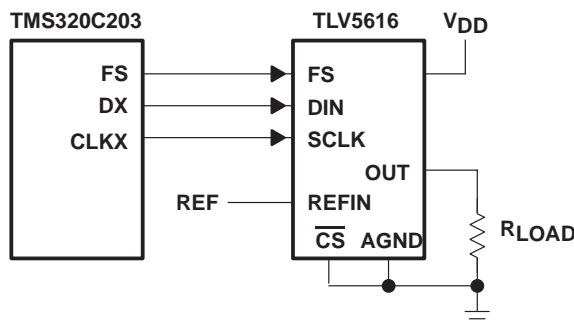 TMS320C203
TLV5616
VDD
FS
FS
DX
DIN
CLKX
SCLK
OUT
REF
REFIN
RLOAD
CS AGND